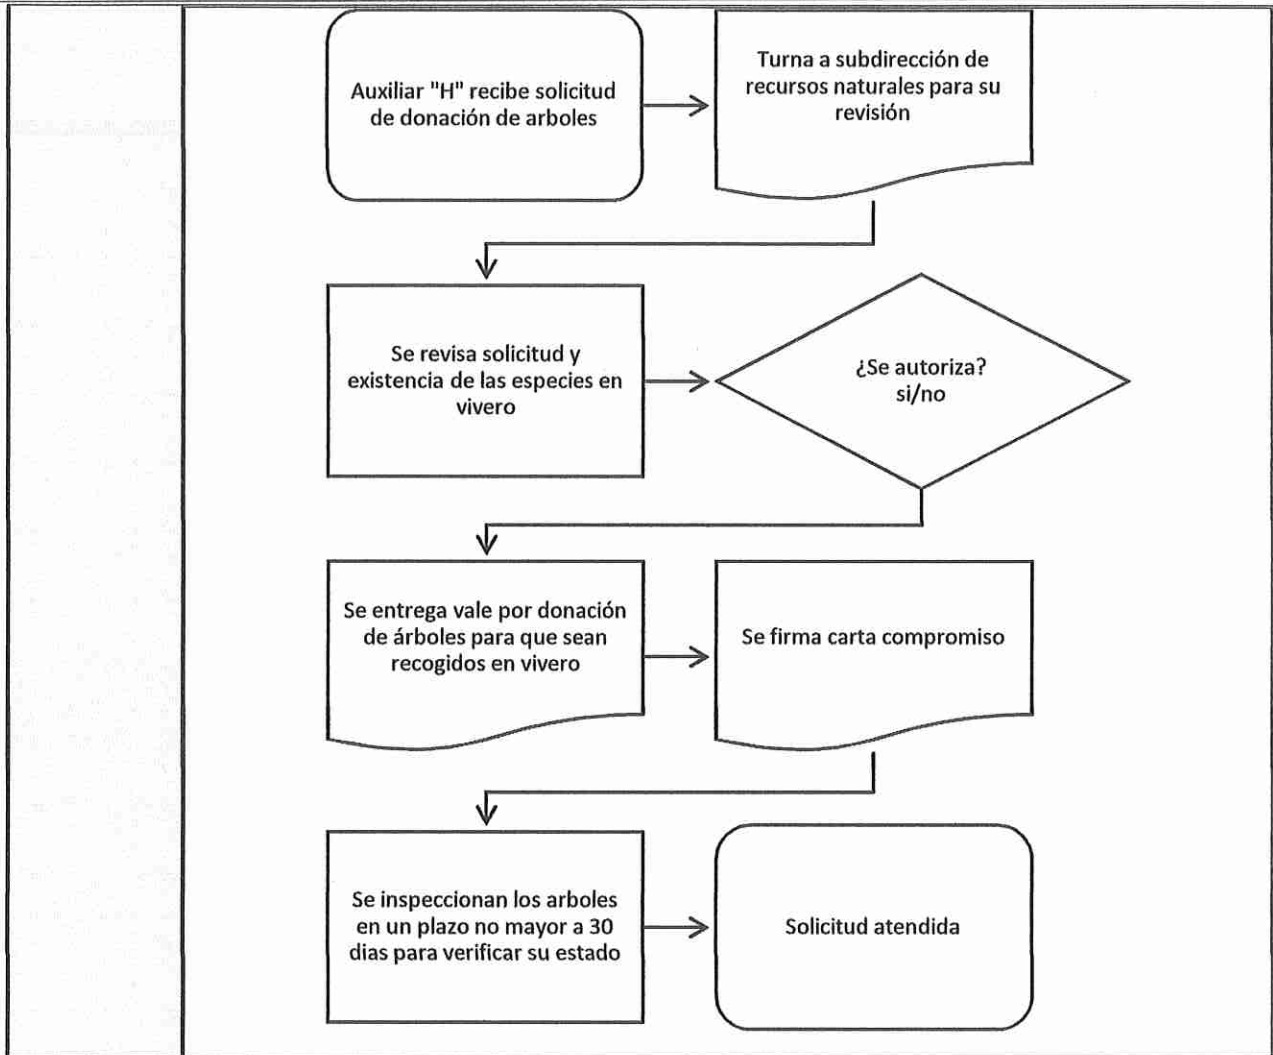 Auxiliar "H" recibe solicitud
de donación de arboles
Turna a subdirección de
recursos naturales para su
revisión
Se revisa solicitud y
existencia de las especies en
vivero
¿Se autoriza?
si/no
Se entrega vale por donación
de árboles para que sean
recogidos en vivero
Se firma carta compromiso
Se inspeccionan los arboles
en un plazo no mayor a 30
dias para verificar su estado
Solicitud atendida